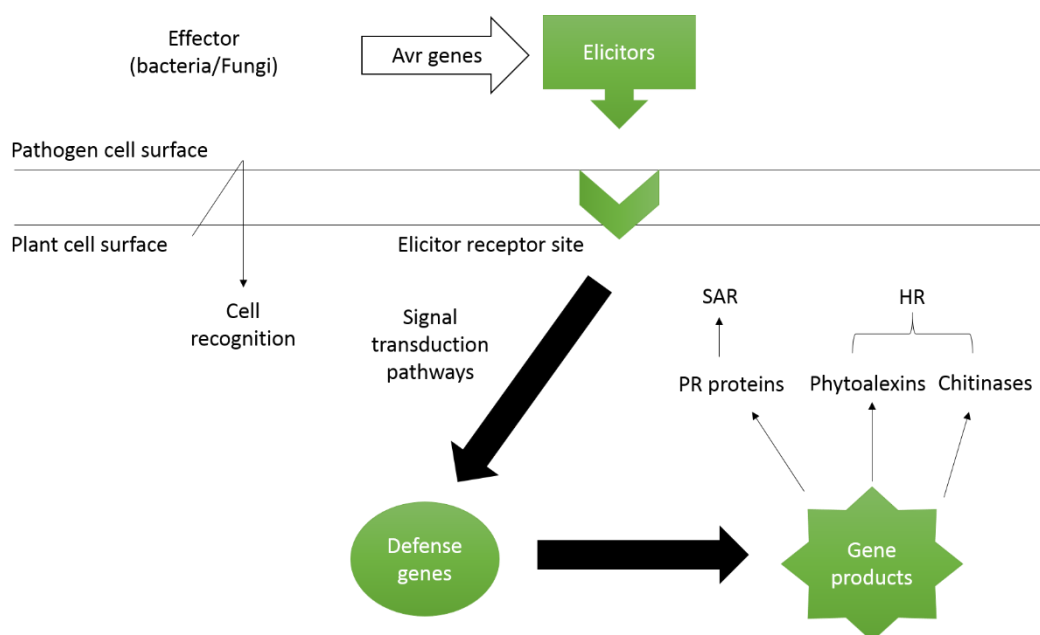 Effector
(bacteria/Fungi)
Avr genes
Elicitors
Pathogen cell surface
Plant cell surface
Elicitor receptor site
Cell
recognition
Signal
transduction
pathways
SAR
HR
PR proteins
Phytoalexins
Chitinases
Defense
genes
Gene
products